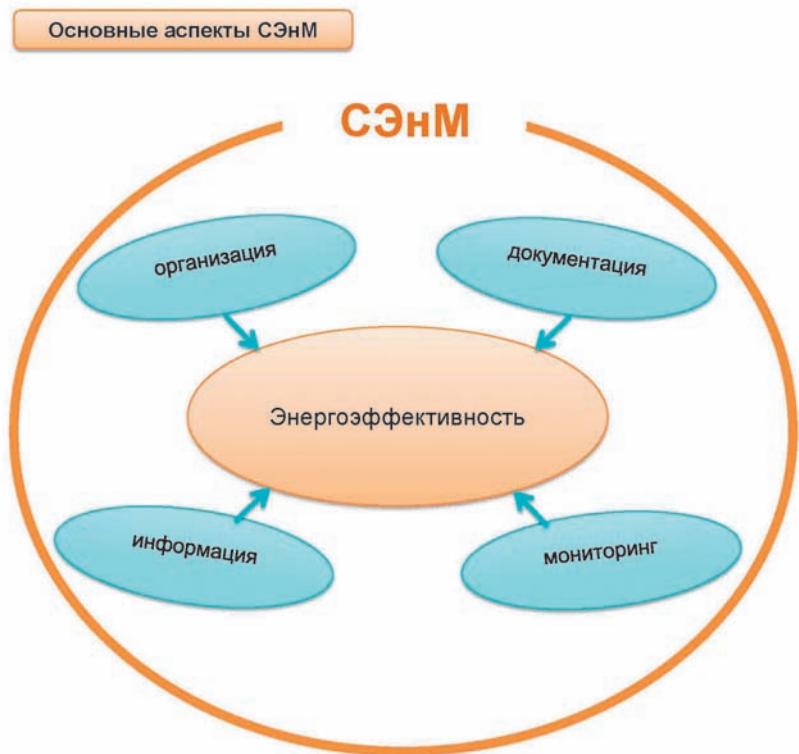 Основные аспекты СЭнМ
СЭнМ
организация
документация
Энергоэффективность
информация
мониторинг